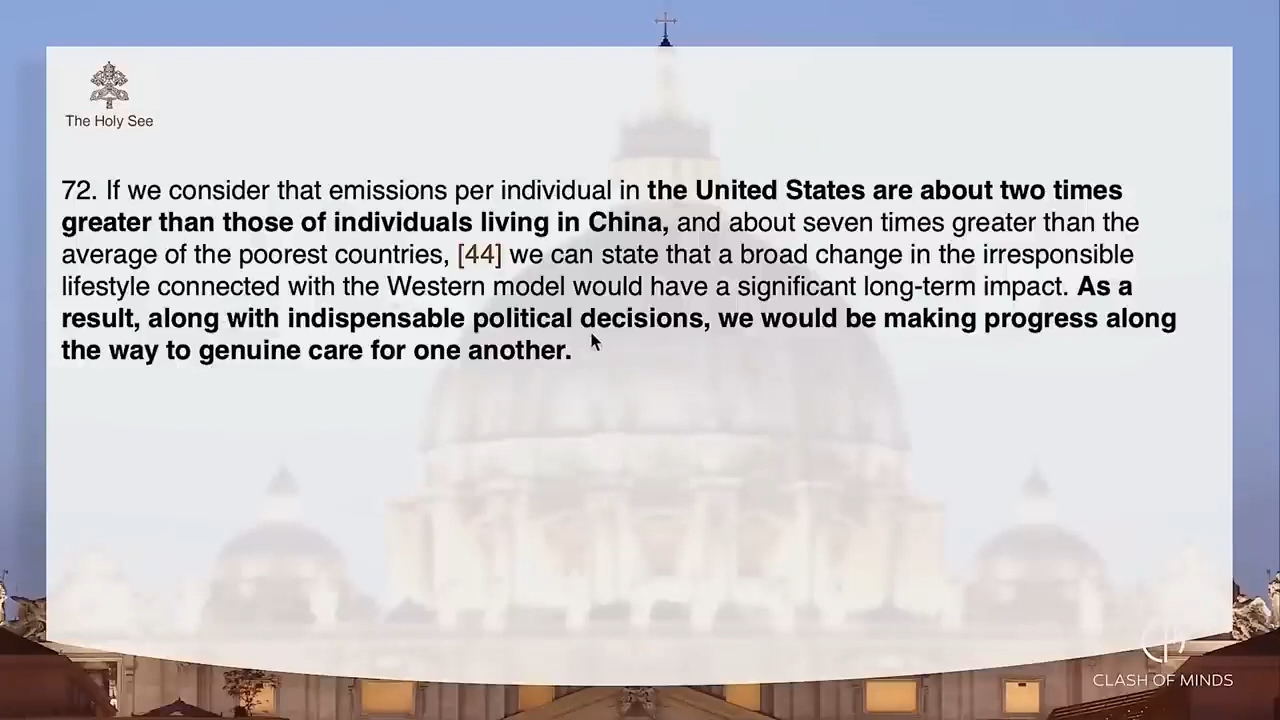 The Holy See
72. If we consider that emissions per individual in the United States are about two times
greater than those of individuals living in China, and about seven times greater than the
average of the poorest countries, [44] we can state that a broad change in the irresponsible
lifestyle connected with the Western model would have a significant long-term impact. As a
result, along with indispensable political decisions, we would be making progress along
the way to genuine care for one another.
CLASH OF MINDS